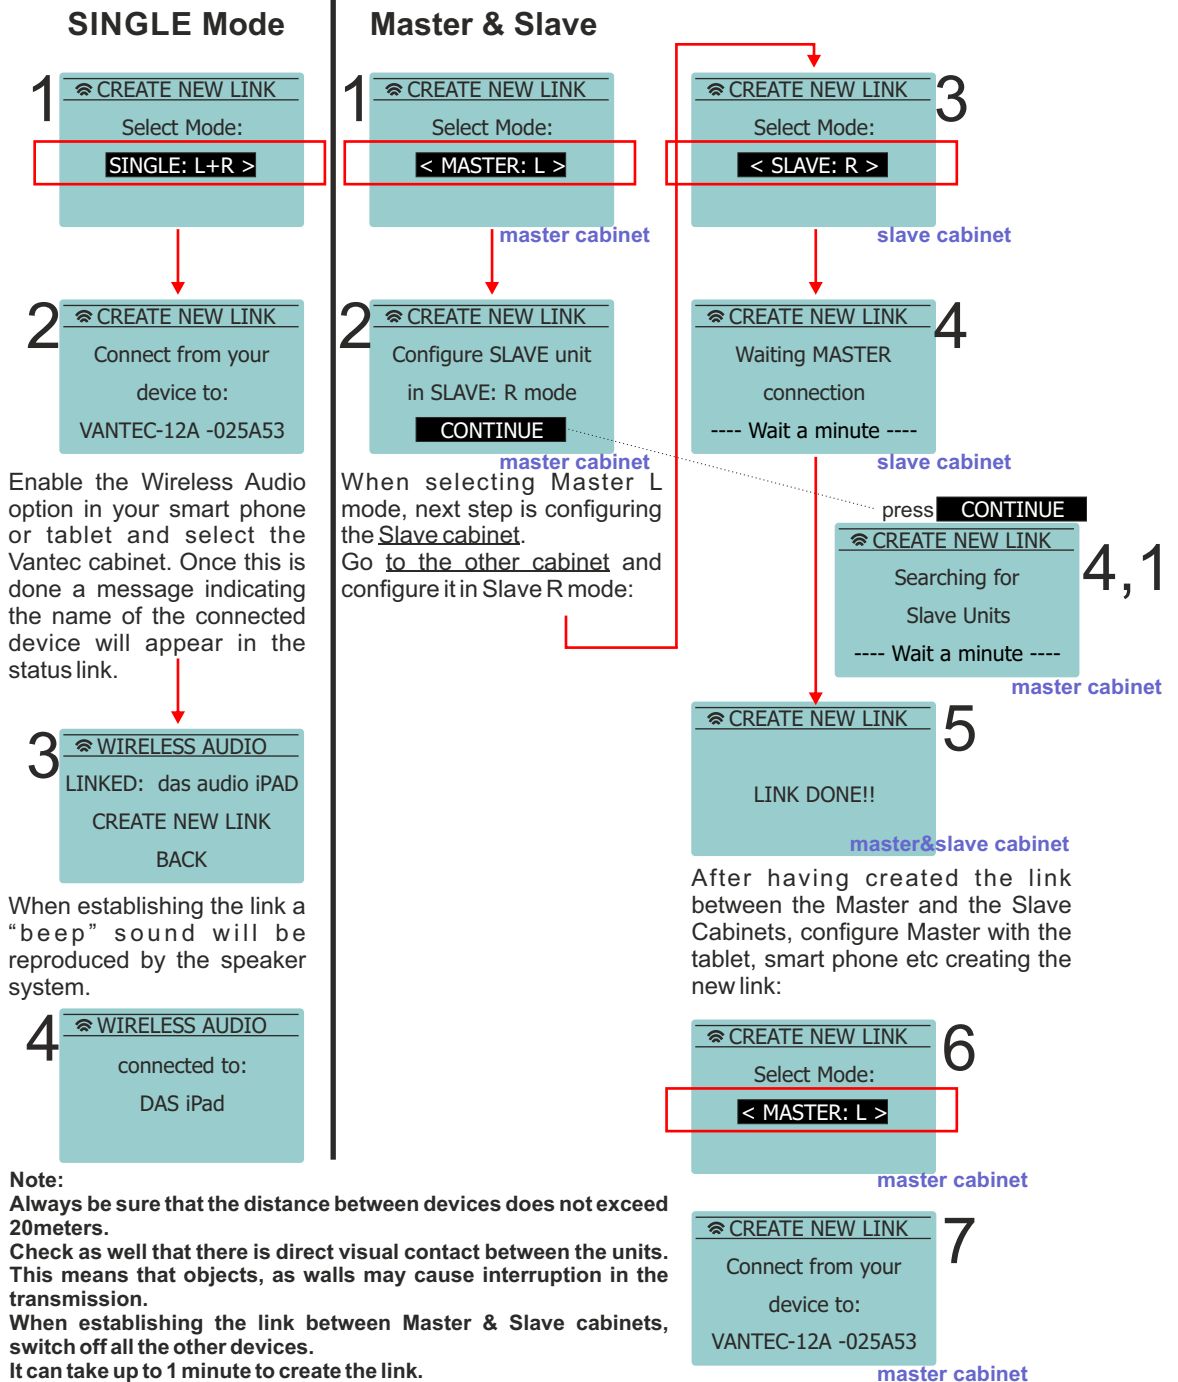 SINGLE Mode
1
CREATE NEW LINK
Select Mode:
SINGLE: L+R >
2
CREATE NEW LINK
Connect from your
device to:
VANTEC-12A -025A53
Enable the Wireless Audio
option in your smart phone
or tablet and select the
Vantec cabinet. Once this is
done a message indicating
the name of the connected
device will appear in the
status link.
3
WIRELESS AUDIO
LINKED: das audio iPAD
CREATE NEW LINK
BACK
When establishing the link a
“beep” sound will be
reproduced by the speaker
system.
4
WIRELESS AUDIO
connected to:
DAS iPad
Master & Slave
1
CREATE NEW LINK
Select Mode:
< MASTER: L >
master cabinet
2
CREATE NEW LINK
Configure SLAVE unit
in SLAVE: R mode
CONTINUE
master cabinet
When selecting Master L
mode, next step is configuring
the Slave cabinet.
Go to the other cabinet and
configure it in Slave R mode:
3
CREATE NEW LINK
Select Mode:
< SLAVE: R >
slave cabinet
4
CREATE NEW LINK
Waiting MASTER
connection
---- Wait a minute ----
slave cabinet
press CONTINUE
4,1
CREATE NEW LINK
Searching for
Slave Units
---- Wait a minute ----
master cabinet
5
CREATE NEW LINK
LINK DONE!!
master&slave cabinet
After having created the link
between the Master and the Slave
Cabinets, configure Master with the
tablet, smart phone etc creating the
new link:
6
CREATE NEW LINK
Select Mode:
< MASTER: L >
master cabinet
7
CREATE NEW LINK
Connect from your
device to:
VANTEC-12A -025A53
master cabinet
Note:
Always be sure that the distance between devices does not exceed
20meters.
Check as well that there is direct visual contact between the units.
This means that objects, as walls may cause interruption in the
transmission.
When establishing the link between Master & Slave cabinets,
switch off all the other devices.
It can take up to 1 minute to create the link.